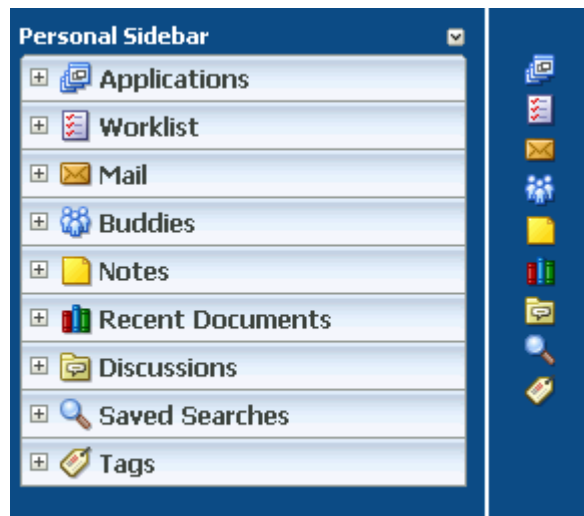 Personal Sidebar
Applications
Worklist
Mail
Buddies
Notes
Recent Documents
Discussions
Saved Searches
Tags